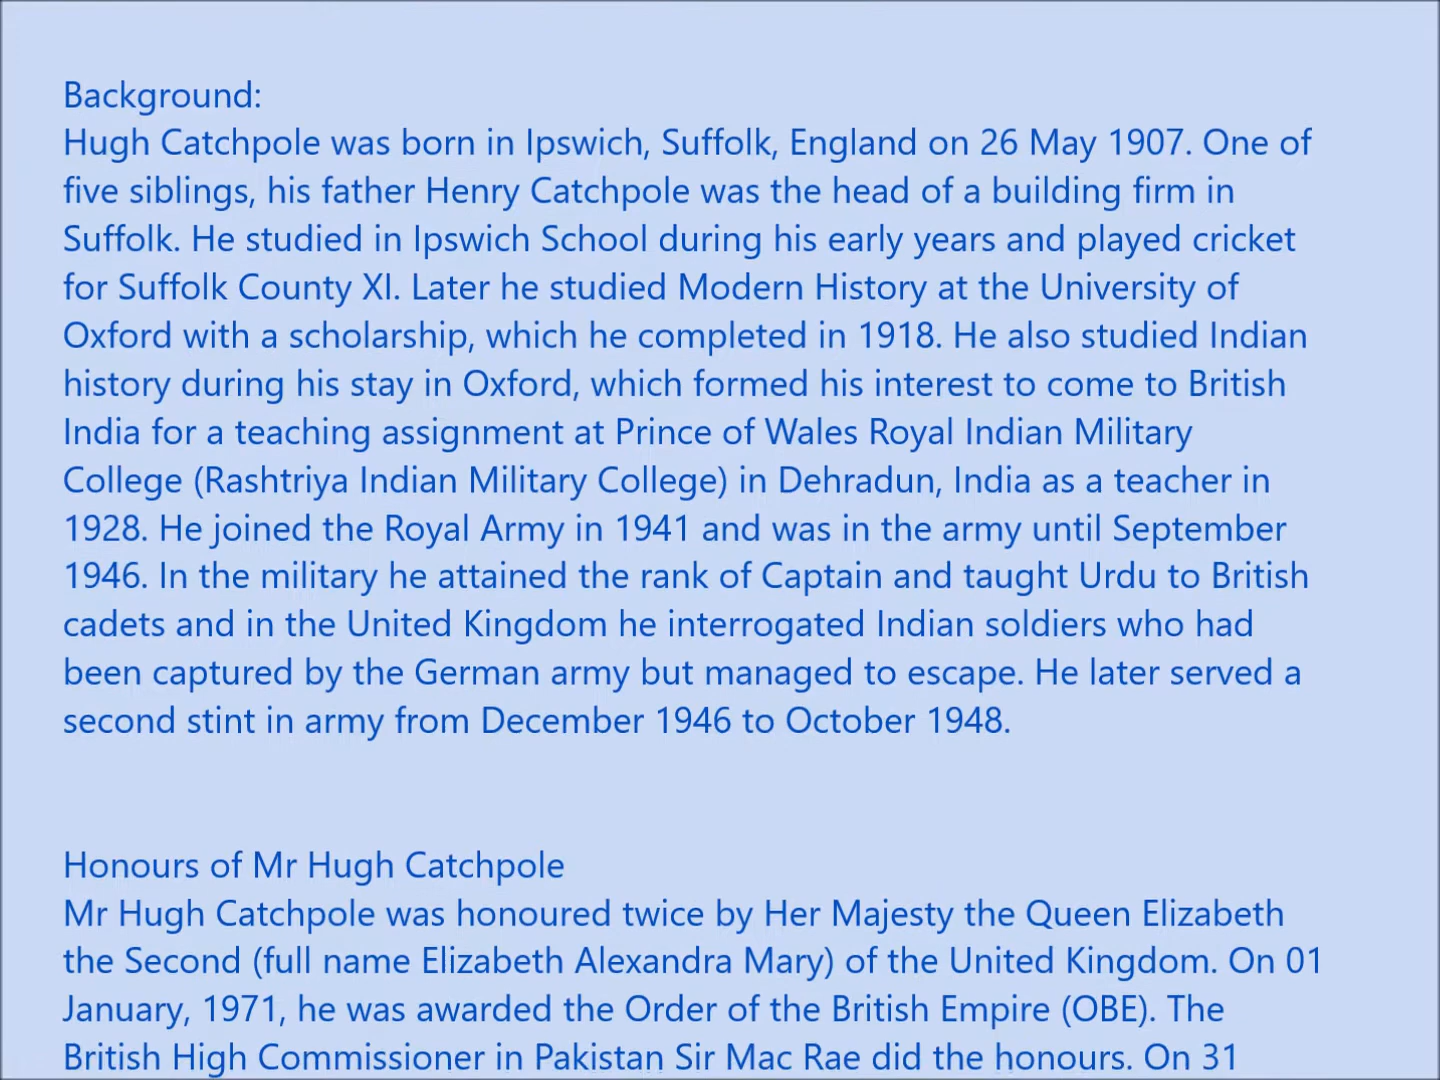 Background:
Hugh Catchpole was born in Ipswich, Suffolk, England on 26 May 1907. One of
five siblings, his father Henry Catchpole was the head of a building firm in
Suffolk. He studied in Ipswich School during his early years and played cricket
for Suffolk County XI. Later he studied Modern History at the University of
Oxford with a scholarship, which he completed in 1918. He also studied Indian
history during his stay in Oxford, which formed his interest to come to British
India for a teaching assignment at Prince of Wales Royal Indian Military
College (Rashtriya Indian Military College) in Dehradun, India as a teacher in
1928. He joined the Royal Army in 1941 and was in the army until September
1946. In the military he attained the rank of Captain and taught Urdu to British
cadets and in the United Kingdom he interrogated Indian soldiers who had
been captured by the German army but managed to escape. He later served a
second stint in army from December 1946 to October 1948.
Honours of Mr Hugh Catchpole
Mr Hugh Catchpole was honoured twice by Her Majesty the Queen Elizabeth
the Second (full name Elizabeth Alexandra Mary) of the United Kingdom. On 01
January, 1971, he was awarded the Order of the British Empire (OBE). The
British High Commissioner in Pakistan Sir Mac Rae did the honours. On 31